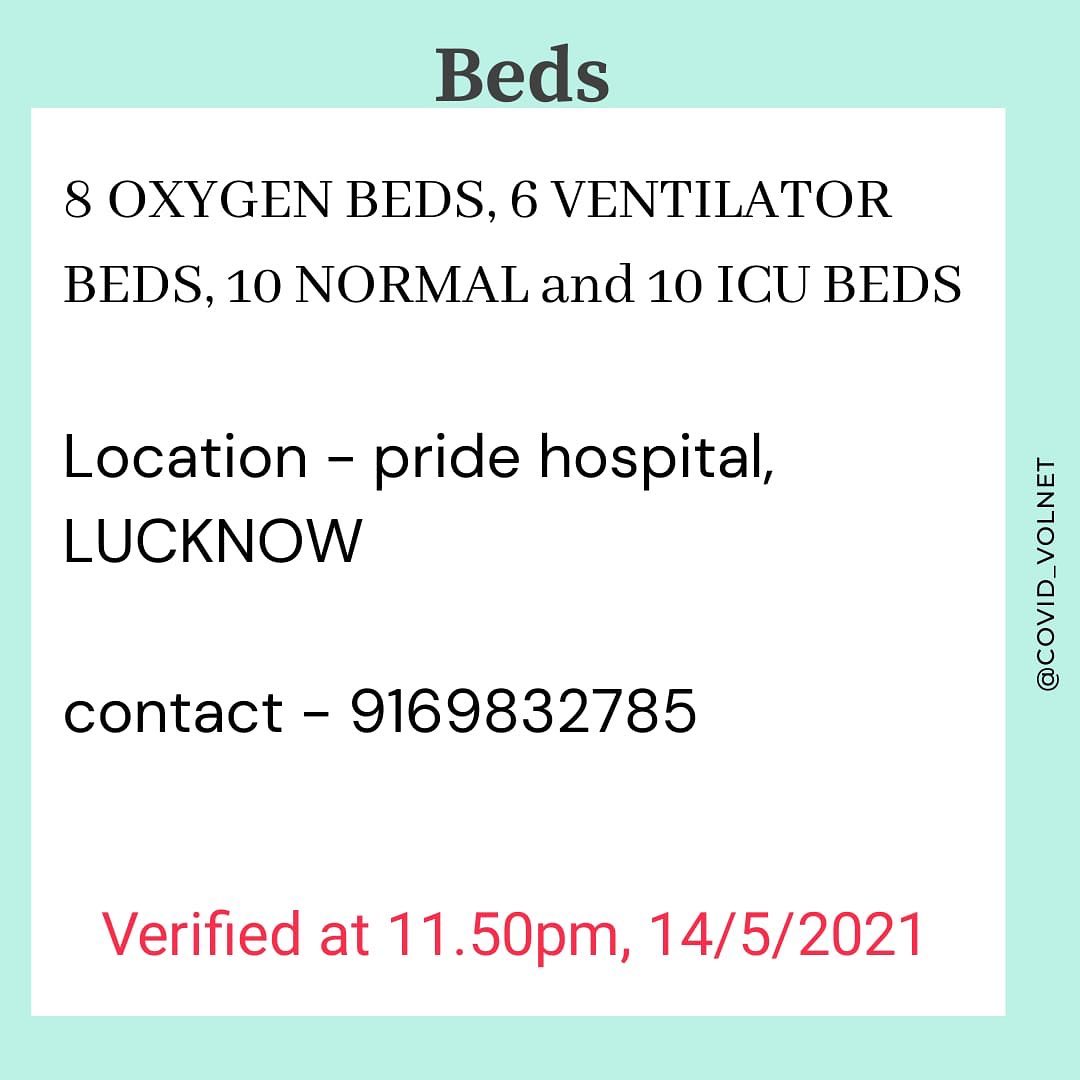 Beds
8 OXYGEN BEDS, 6 VENTILATOR
BEDS, 10 NORMAL and 10 ICU BEDS
Location - pride hospital,
LUCKNOW
contact - 9169832785
Verified at 11.50pm, 14/5/2021
@COVID_VOLNET